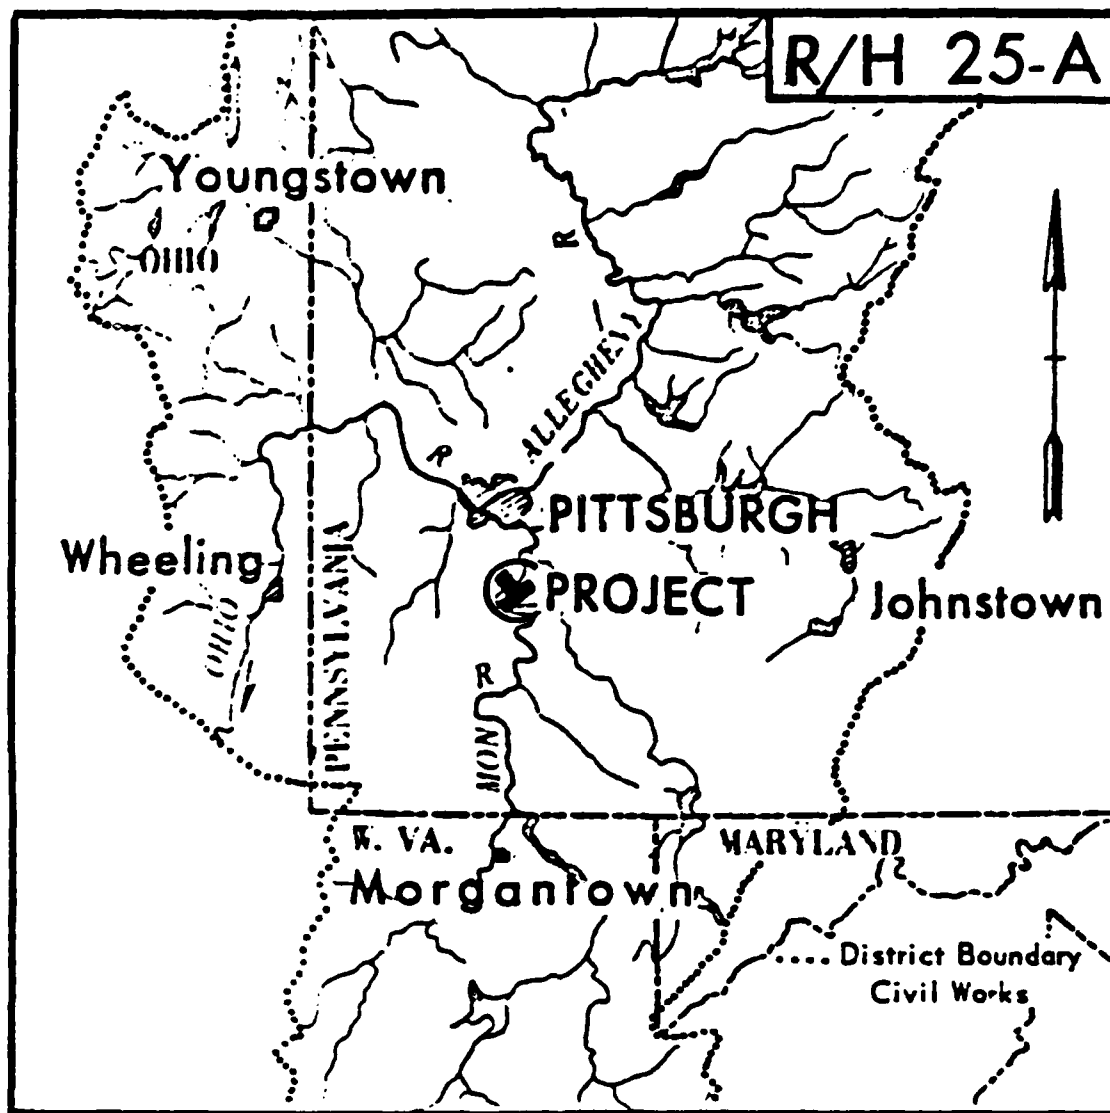 R/H 25-A
Youngstown
OHIO
R
ALLEGHENY
R
PITTSBURGH
Wheeling
PENNSYLVANIA
PROJECT
Johnstown
OHIO
R
MON
W. VA.
MARYLAND
Morgantown
District Boundary
Civil Works